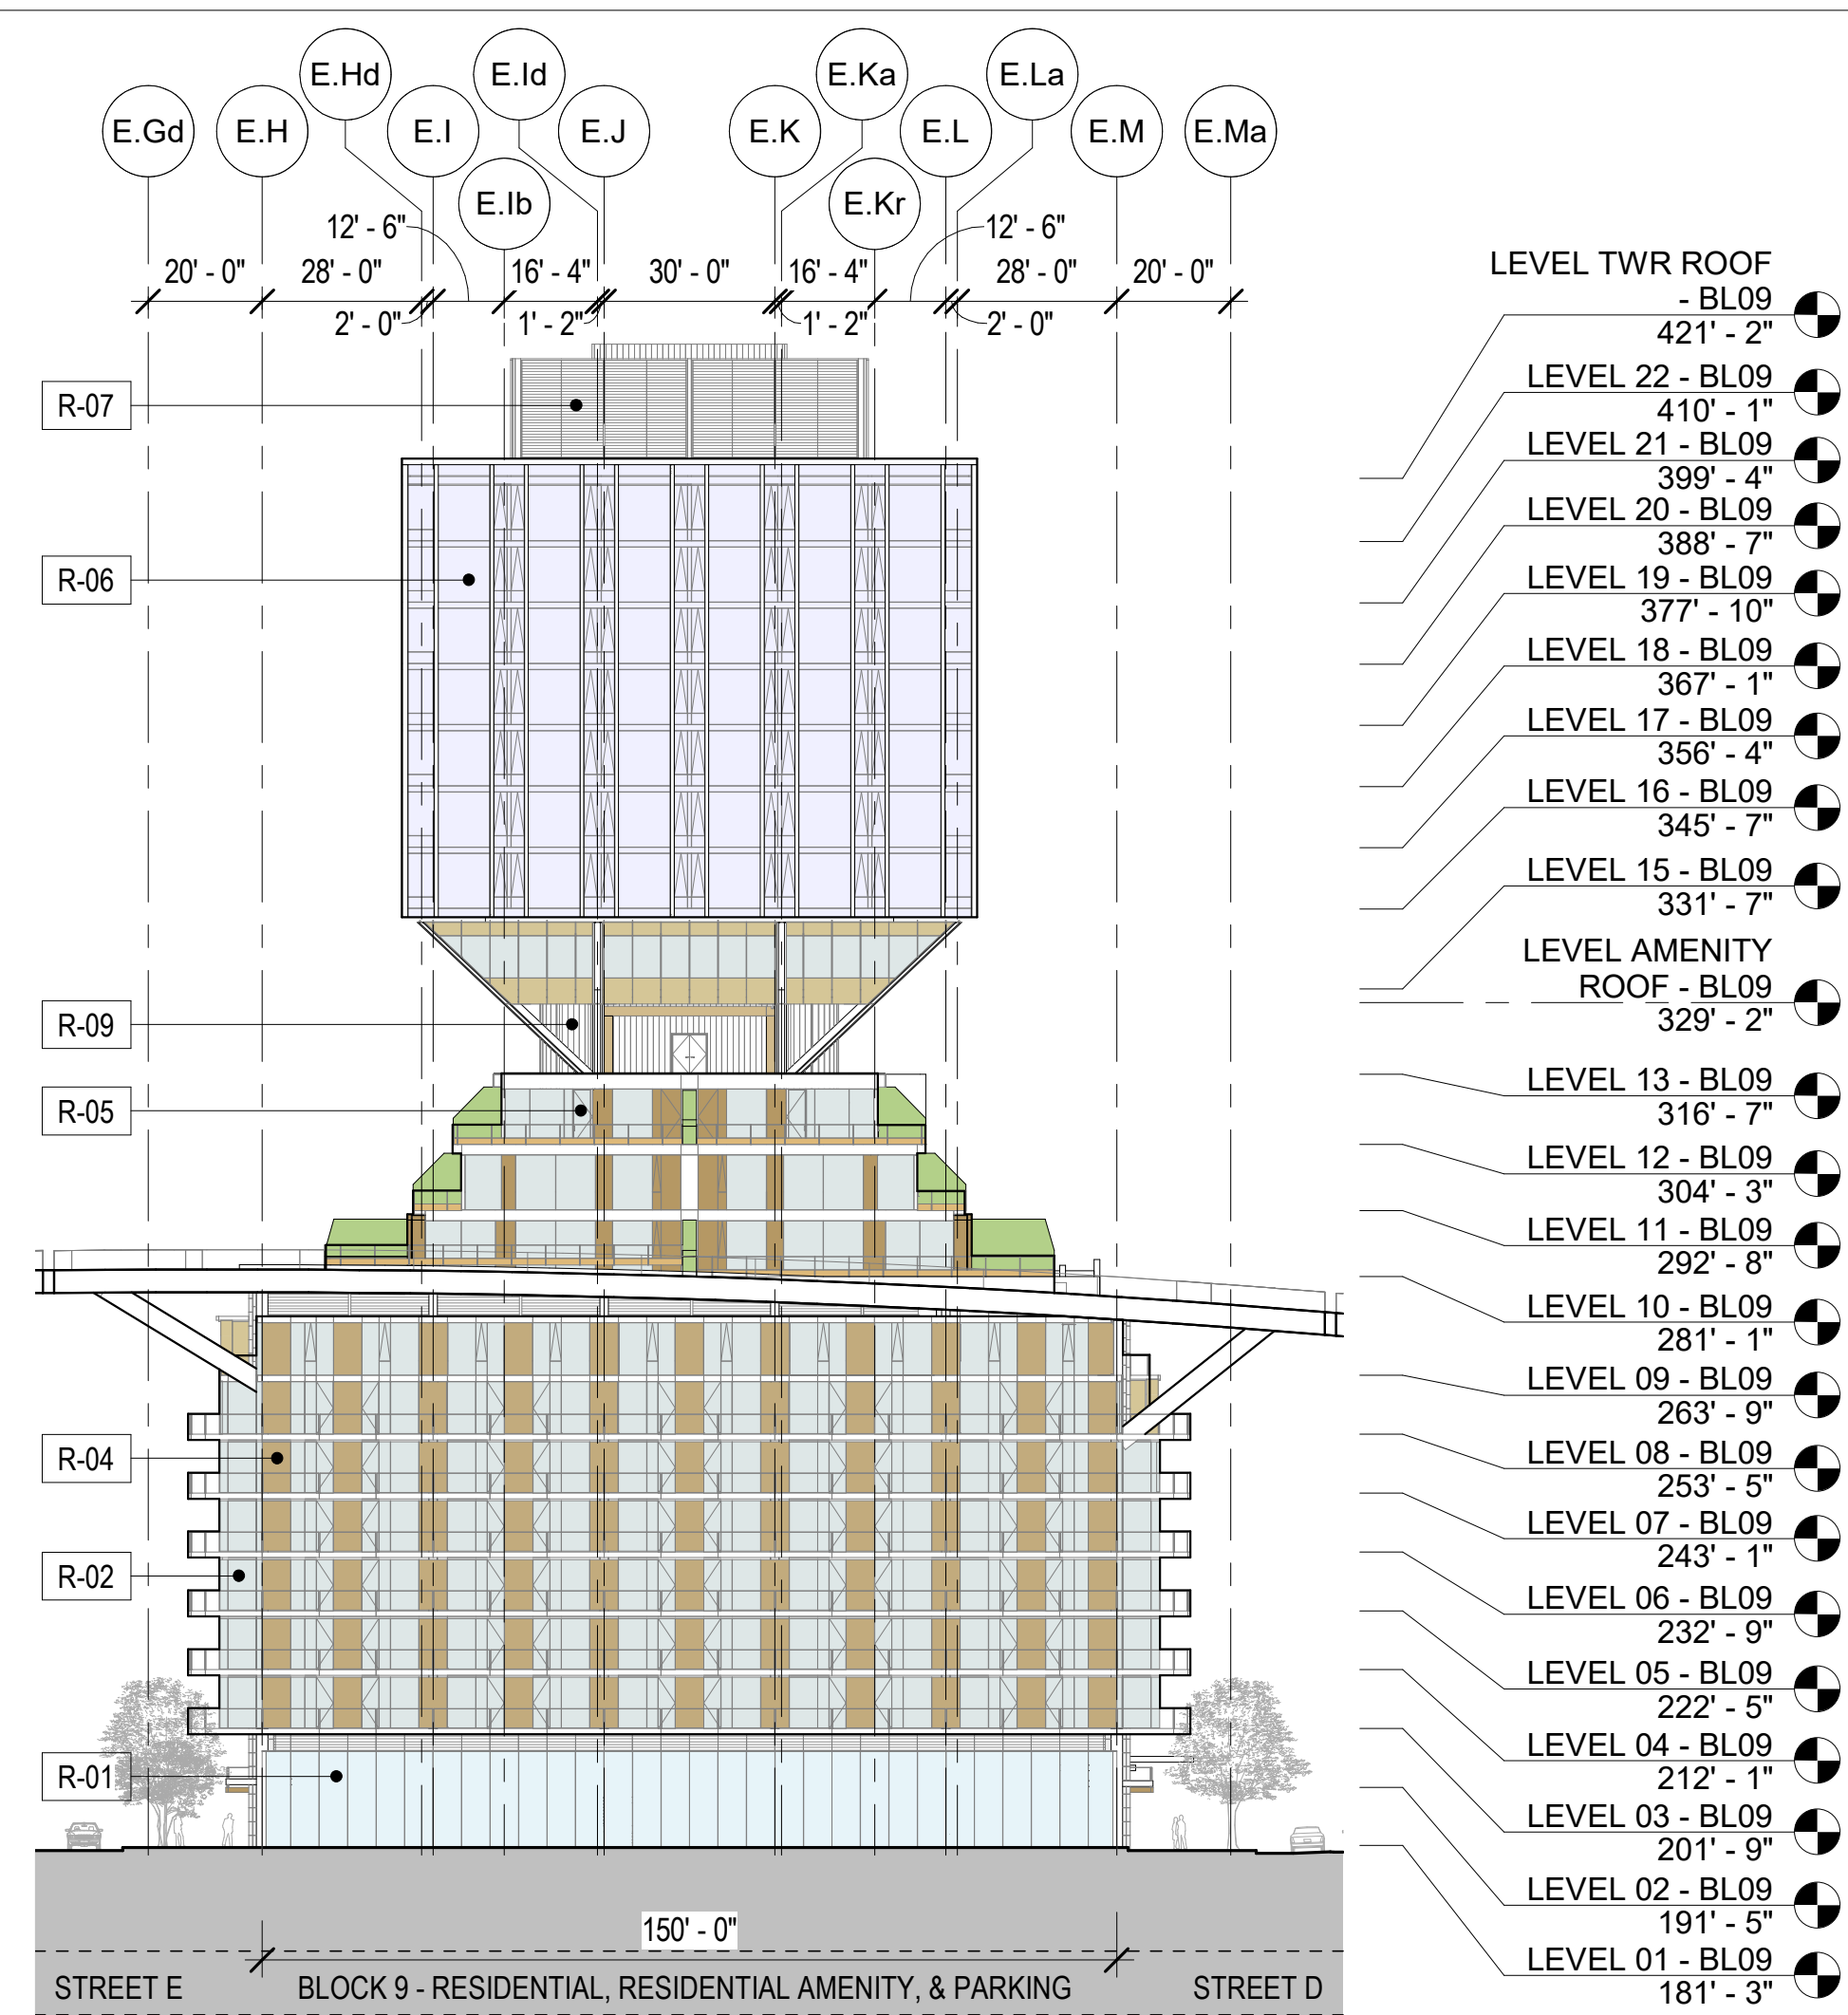 E.Hd
E.Id
E.Ka
E.La
E.Gd
E.H
E.I
E.J
E.K
E.L
E.M
E.Ma
E.Ib
E.Kr
12' - 6"
12' - 6"
20' - 0"
28' - 0"
16' - 4"
30' - 0"
16' - 4"
28' - 0"
20' - 0"
2' - 0"
1' - 2"
1' - 2"
2' - 0"
R-07
R-06
R-09
R-05
R-04
R-02
R-01
LEVEL TWR ROOF
- BL09
421' - 2"
LEVEL 22 - BL09
410' - 1"
LEVEL 21 - BL09
399' - 4"
LEVEL 20 - BL09
388' - 7"
LEVEL 19 - BL09
377' - 10"
LEVEL 18 - BL09
367' - 1"
LEVEL 17 - BL09
356' - 4"
LEVEL 16 - BL09
345' - 7"
LEVEL 15 - BL09
331' - 7"
LEVEL AMENITY
ROOF - BL09
329' - 2"
LEVEL 13 - BL09
316' - 7"
LEVEL 12 - BL09
304' - 3"
LEVEL 11 - BL09
292' - 8"
LEVEL 10 - BL09
281' - 1"
LEVEL 09 - BL09
263' - 9"
LEVEL 08 - BL09
253' - 5"
LEVEL 07 - BL09
243' - 1"
LEVEL 06 - BL09
232' - 9"
LEVEL 05 - BL09
222' - 5"
LEVEL 04 - BL09
212' - 1"
LEVEL 03 - BL09
201' - 9"
LEVEL 02 - BL09
191' - 5"
LEVEL 01 - BL09
181' - 3"
150' - 0"
STREET E
BLOCK 9 - RESIDENTIAL, RESIDENTIAL AMENITY, & PARKING
STREET D